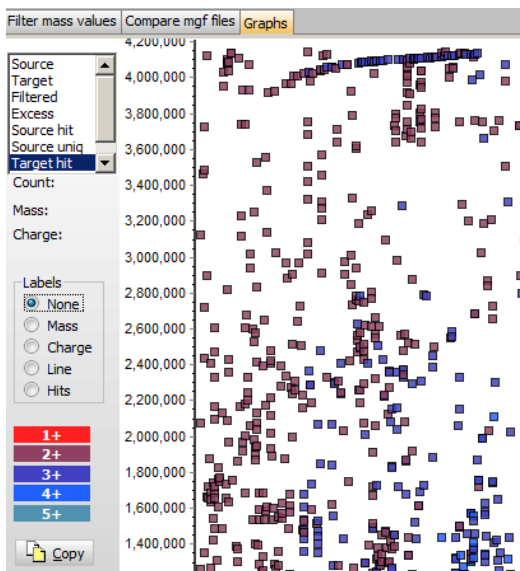 Filter mass values Compare mgf files Graphs
Source
Target
Filtered
Excess
Source hit
Source uniq
Target hit
Count:
Mass:
Charge:
Labels
None
Mass
Charge
Line
Hits
1+
2+
3+
4+
5+
Copy
4,200,000
4,000,000
3,800,000
3,600,000
3,400,000
3,200,000
3,000,000
2,800,000
2,600,000
2,400,000
2,200,000
2,000,000
1,800,000
1,600,000
1,400,000